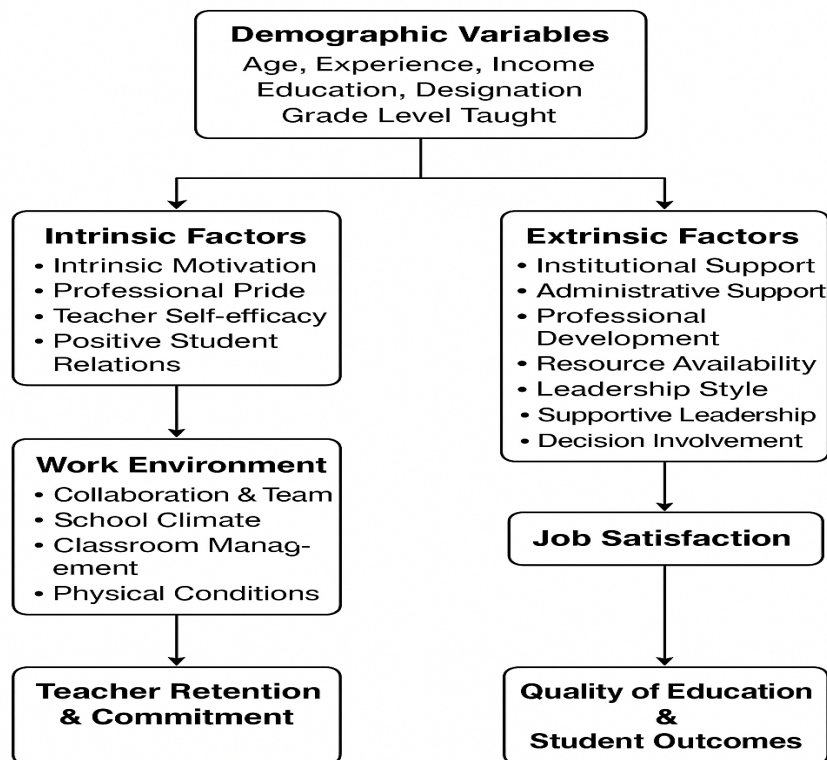 Demographic Variables
Age, Experience, Income
Education, Designation
Grade Level Taught
Intrinsic Factors
• Intrinsic Motivation
• Professional Pride
• Teacher Self-efficacy
• Positive Student
Relations
Extrinsic Factors
• Institutional Support
• Administrative Support
• Professional
Development
• Resource Availability
• Leadership Style
• Supportive Leadership
• Decision Involvement
Work Environment
• Collaboration & Team
• School Climate
• Classroom Manag-
ement
• Physical Conditions
Job Satisfaction
Teacher Retention
& Commitment
Quality of Education
&
Student Outcomes